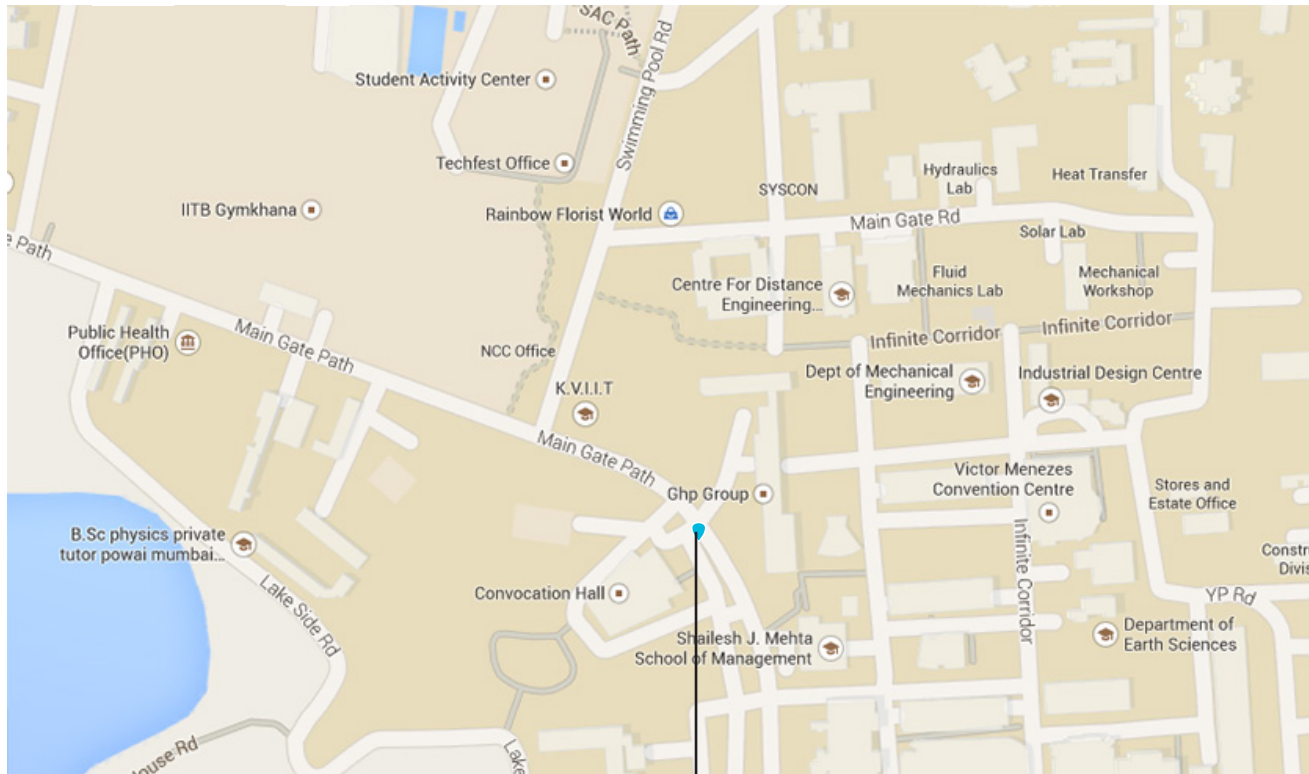 SAC Path
Swimming Pool Rd
Student Activity Center
Techfest Office
Hydraulics
Lab
Heat Transfer
SYSCON
IITB Gymkhana
Rainbow Florist World
Main Gate Rd
Solar Lab
e Path
Centre For Distance
Engineering...
Fluid
Mechanics Lab
Mechanical
Workshop
Public Health
Office(PHO)
Main Gate Path
NCC Office
Infinite Corridor
Infinite Corridor
K.V.I.I.T
Dept of Mechanical
Engineering
Industrial Design Centre
Main Gate Path
Ghp Group
Victor Menezes
Convention Centre
Stores and
Estate Office
B.Sc physics private
tutor powai mumbai...
Infinite Corridor
Constru
Divis
Lake Side Rd
Convocation Hall
YP Rd
Shailesh J. Mehta
School of Management
Department of
Earth Sciences
ouse Rd
Lake